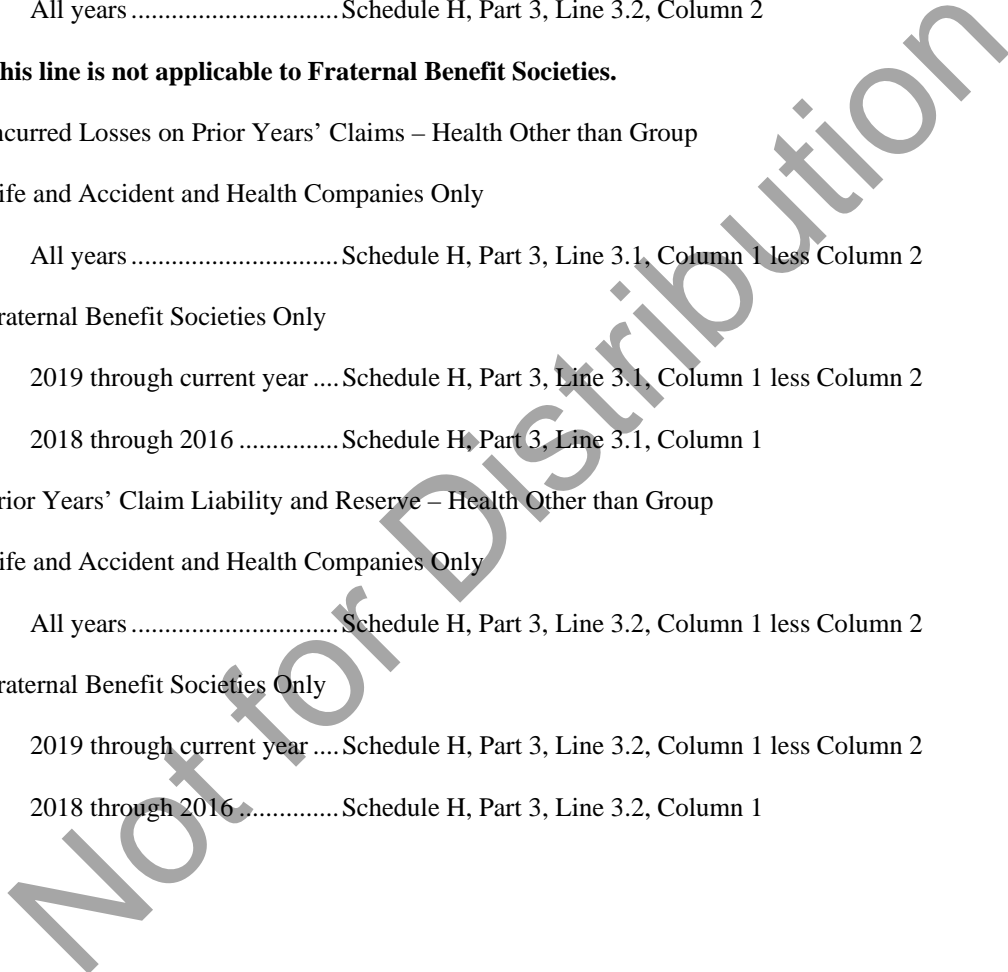 All years ............................... Schedule H, Part 3, Line 3.2, Column 2
his line is not applicable to Fraternal Benefit Societies.
ncurred Losses on Prior Years’ Claims – Health Other than Group
ife and Accident and Health Companies Only
All years ............................... Schedule H, Part 3, Line 3.1, Column 1 less Column 2
raternal Benefit Societies Only
2019 through current year .... Schedule H, Part 3, Line 3.1, Column 1 less Column 2
2018 through 2016 ............... Schedule H, Part 3, Line 3.1, Column 1
rior Years’ Claim Liability and Reserve – Health Other than Group
ife and Accident and Health Companies Only
All years ............................... Schedule H, Part 3, Line 3.2, Column 1 less Column 2
raternal Benefit Societies Only
2019 through current year .... Schedule H, Part 3, Line 3.2, Column 1 less Column 2
2018 through 2016 ............... Schedule H, Part 3, Line 3.2, Column 1
Not for Distribution